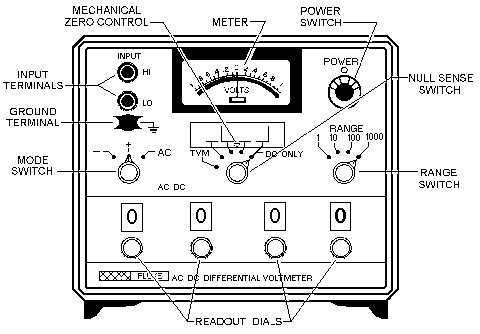 MECHANICAL
ZERO CONTROL
METER
POWER
SWITCH
INPUT
HI
LO
INPUT
TERMINALS
GROUND
TERMINAL
MODE
SWITCH
VOLTS
POWER
NULL SENSE
SWITCH
- + AC
TVM
DC ONLY
RANGE
1 10 100 1000
RANGE
SWITCH
AC DC
0 0 0 0
FLUKE AC DC DIFFERENTIAL VOLTMETER
READOUT DIALS